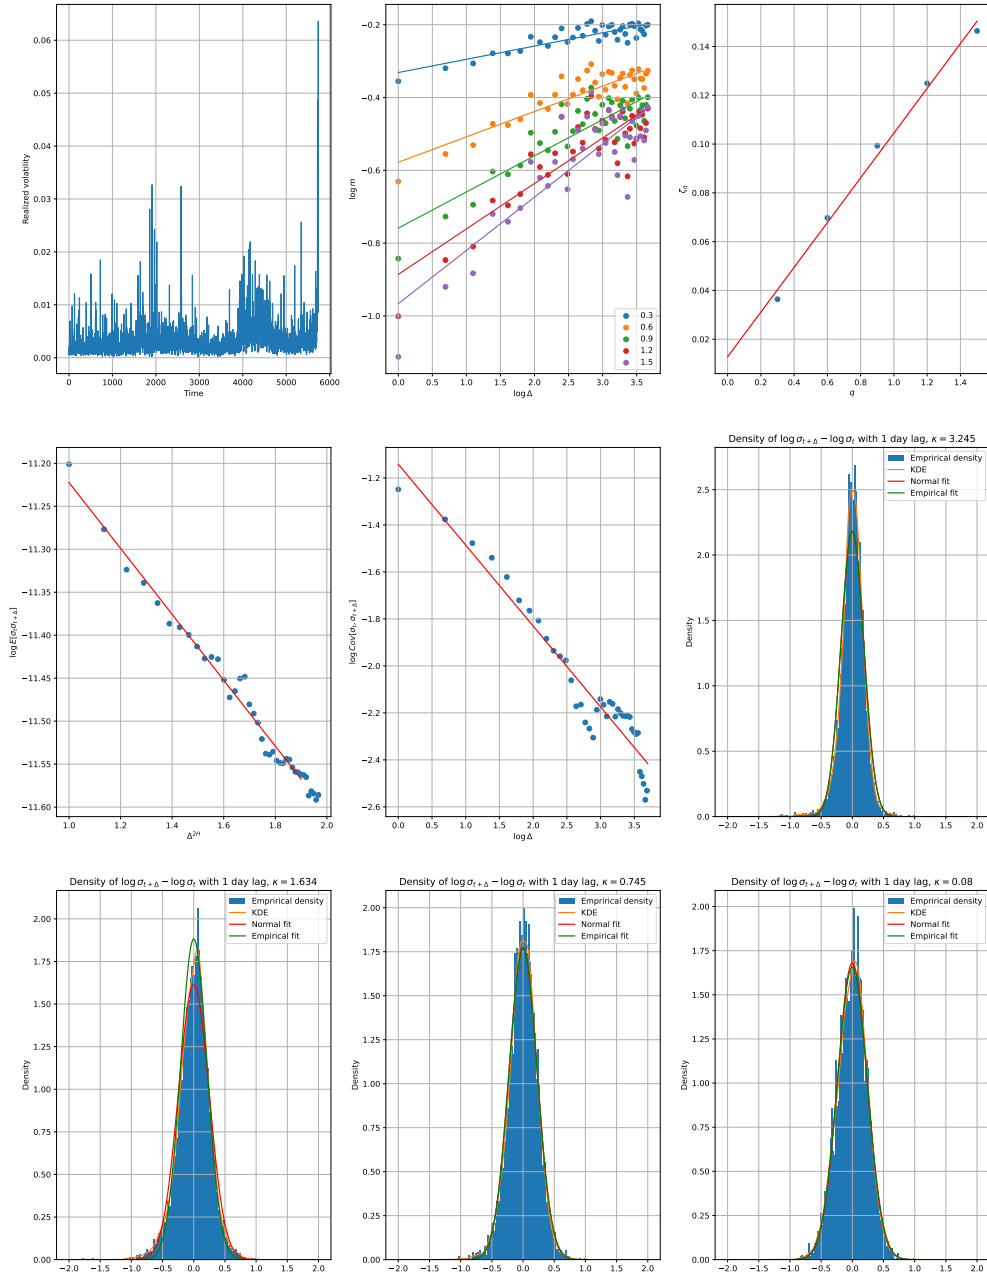 0.06
0.05
0.04
0.03
0.02
0.01
0.00
Realized volatility
0 1000 2000 3000 4000 5000 6000
Time
−0.2
−0.4
−0.6
−0.8
−1.0
log m
0.3
0.6
0.9
1.2
1.5
0.0 0.5 1.0 1.5 2.0 2.5 3.0 3.5
log Δ
0.14
0.12
0.10
0.08
0.06
0.04
0.02
ζq
0.0 0.2 0.4 0.6 0.8 1.0 1.2 1.4
q
−11.20
−11.25
−11.30
−11.35
−11.40
−11.45
−11.50
−11.55
−11.60
log E[σtσt+Δ]
1.0 1.2 1.4 1.6 1.8 2.0
Δ2H
−1.2
−1.4
−1.6
−1.8
−2.0
−2.2
−2.4
−2.6
log Cov[σt, σt+Δ]
0.0 0.5 1.0 1.5 2.0 2.5 3.0 3.5
log Δ
Density of log σt+Δ − log σt with 1 day lag, κ = 3.245
Emprirical density
KDE
Normal fit
Empirical fit
2.5
2.0
1.5
1.0
0.5
0.0
Density
−2.0 −1.5 −1.0 −0.5 0.0 0.5 1.0 1.5 2.0
Density of log σt+Δ − log σt with 1 day lag, κ = 1.634
Emprirical density
KDE
Normal fit
Empirical fit
2.00
1.75
1.50
1.25
1.00
0.75
0.50
0.25
0.00
Density
−2.0 −1.5 −1.0 −0.5 0.0 0.5 1.0 1.5 2.0
Density of log σt+Δ − log σt with 1 day lag, κ = 0.745
Emprirical density
KDE
Normal fit
Empirical fit
2.00
1.75
1.50
1.25
1.00
0.75
0.50
0.25
0.00
Density
−2.0 −1.5 −1.0 −0.5 0.0 0.5 1.0 1.5 2.0
Density of log σt+Δ − log σt with 1 day lag, κ = 0.08
Emprirical density
KDE
Normal fit
Empirical fit
2.00
1.75
1.50
1.25
1.00
0.75
0.50
0.25
0.00
Density
−2.0 −1.5 −1.0 −0.5 0.0 0.5 1.0 1.5 2.0